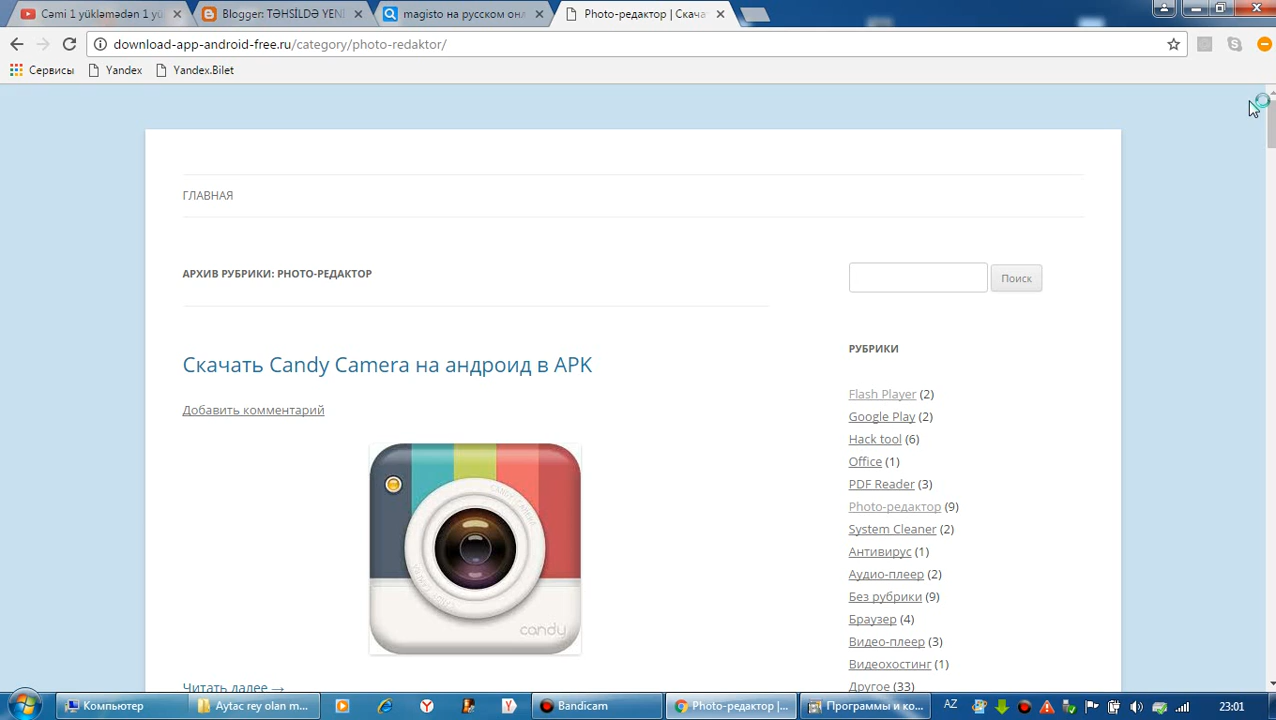 Cəmi 1 yükləmədən 1 yü
Blogger: TƏHSİLDƏ YENİ
magisto на русском онл
Photo-редактор | Скача
download-app-android-free.ru/category/photo-redaktor/
Сервисы
Yandex
Yandex.Bilet
ГЛАВНАЯ
АРХИВ РУБРИКИ: PHOTO-РЕДАКТОР
Поиск
РУБРИКИ
Скачать Candy Camera на андроид в APK
Добавить комментарий
CANDY CAMERA
candy
Читать далее →
Flash Player (2)
Google Play (2)
Hack tool (6)
Office (1)
PDF Reader (3)
Photo-редактор (9)
System Cleaner (2)
Антивирус (1)
Аудио-плеер (2)
Без рубрики (9)
Браузер (4)
Видео-плеер (3)
Видеохостинг (1)
Другое (33)
Компьютер
Aytac rey olan m...
Bandicam
Photo-редактор |...
Программы и ко...
AZ
23:01